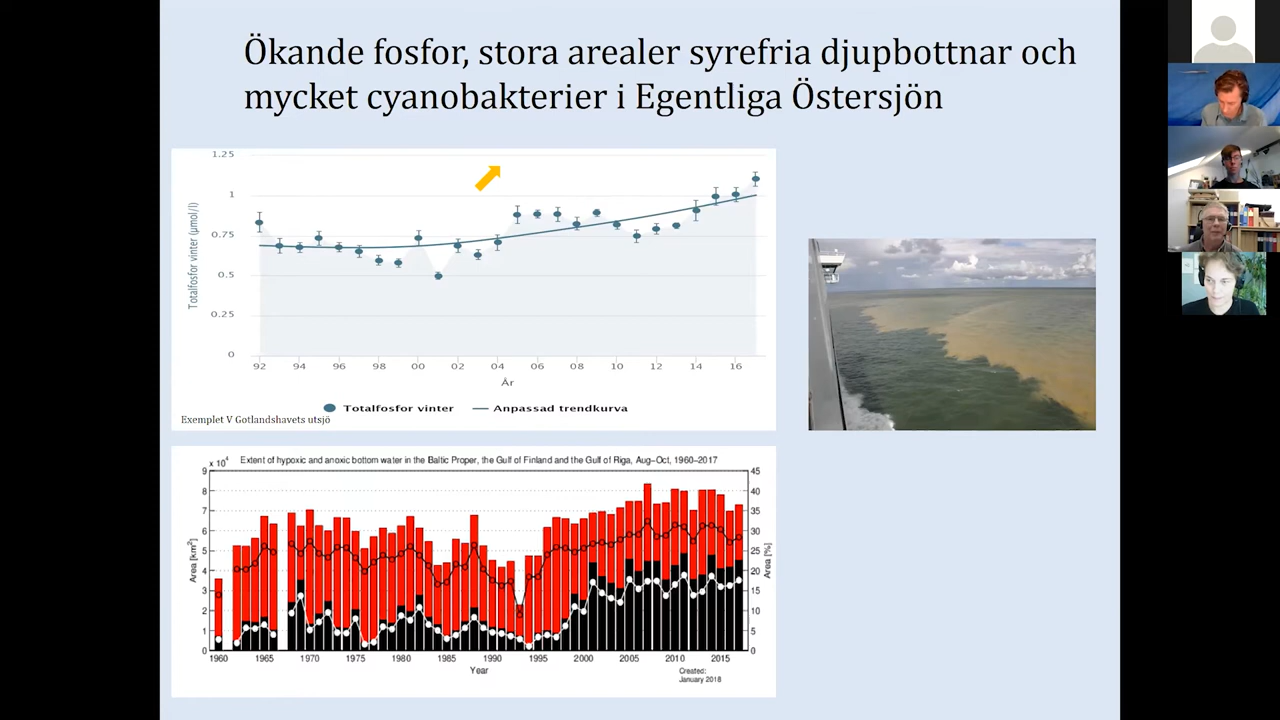 Ökande fosfor, stora arealer syrefria djupbottnar och
mycket cyanobakterier i Egentliga Östersjön
1.25
1
0.75
0.5
0.25
0
Totalfosfor vinter (µmol/l)
92 94 96 98 00 02 04 06 08 10 12 14 16
År
Totalfosfor vinter Anpassad trendkurva
Exemplet V Gotlandshavets utsjö
x 10⁴ Extent of hypoxic and anoxic bottom water in the Baltic Proper, the Gulf of Finland and the Gulf of Riga, Aug–Oct, 1960–2017
9
8
7
6
5
4
3
2
1
0
Area [km²]
45
40
35
30
25
20
15
10
5
0
Area [%]
1960 1965 1970 1975 1980 1985 1990 1995 2000 2005 2010 2015
Year
Created:
January 2018